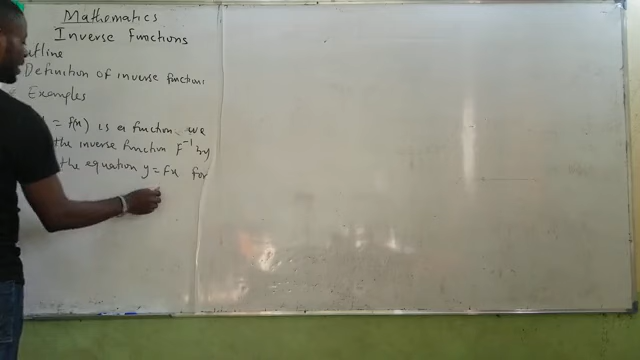 Mathematics
Inverse Functions
utline
Definition of inverse functions
Examples
= f(x) is a function, we
the inverse function F⁻¹ by
the equation y = fx for